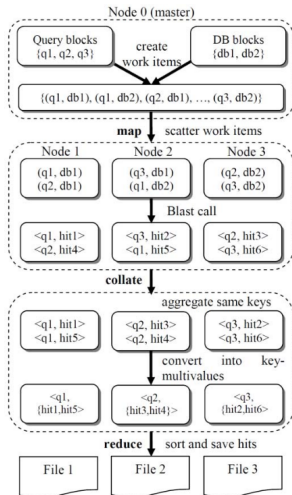 Node 0 (master)
Query blocks
{q1, q2, q3}
create
work items
DB blocks
{db1, db2}
{(q1, db1), (q1, db2), (q2, db1), …, (q3, db2)}
map
scatter work items
Node 1
Node 2
Node 3
(q1, db1)
(q2, db1)
(q3, db1)
(q1, db2)
(q2, db2)
(q3, db2)
Blast call
<q1, hit1>
<q2, hit4>
<q3, hit2>
<q1, hit5>
<q2, hit3>
<q3, hit6>
collate
aggregate same keys
<q1, hit1>
<q1, hit5>
<q2, hit3>
<q2, hit4>
<q3, hit2>
<q3, hit6>
convert into key-
multivalues
<q1,
{hit1,hit5}>
<q2,
{hit3,hit4}>
<q3,
{hit2,hit6}>
reduce
sort and save hits
File 1
File 2
File 3